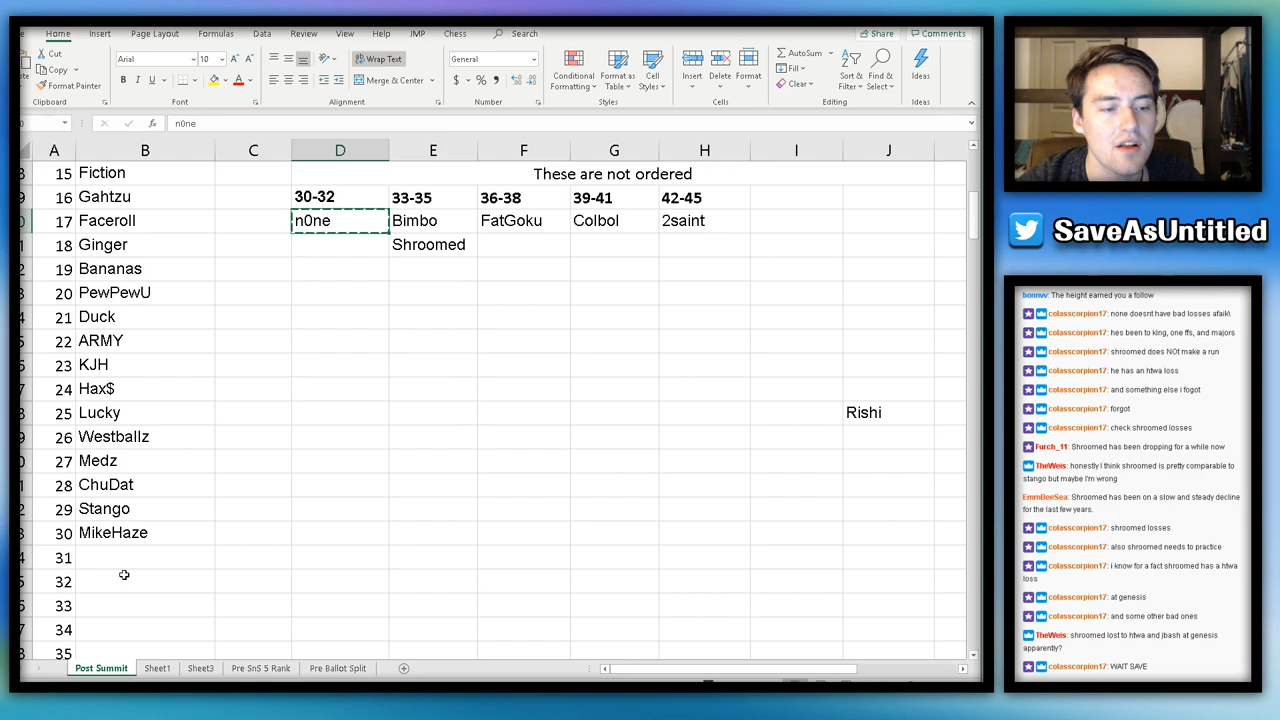 Home Insert Page Layout Formulas Data Review View Help JMP Chess Search Share Comments
Cut
Copy
Format Painter
Clipboard
Arial 10
B I U A
Font
Wrap Text
Merge & Center
Alignment
General
$ % 9
Number
Conditional Formatting
Format as Table
Cell Styles
Styles
Insert Delete Format
Cells
AutoSum
Fill
Clear
Sort & Filter
Find & Select
Editing
Ideas
Ideas
fx n0ne
A B C D E F G H I J
15 Fiction These are not ordered
16 Gahtzu 30-32 33-35 36-38 39-41 42-45
17 Faceroll n0ne Bimbo FatGoku Colbol 2saint
18 Ginger Shroomed
19 Bananas
20 PewPewU
21 Duck
22 ARMY
23 KJH
24 Hax$
25 Lucky Rishi
26 Westballz
27 Medz
28 ChuDat
29 Stango
30 MikeHaze
31
32
33
34
35
Post Summit Sheet1 Sheet3 Pre SnS 5 Rank Pre Ballot Split
SaveAsUntitled
bonnvv: The height earned you a follow
colasscorpion17: none doesnt have bad losses afaik\
colasscorpion17: hes been to king, one ffs, and majors
colasscorpion17: shroomed does NOt make a run
colasscorpion17: he has an htwa loss
colasscorpion17: and something else i fogot
colasscorpion17: forgot
colasscorpion17: check shroomed losses
Furch_11: Shroomed has been dropping for a while now
TheWeis: honestly I think shroomed is pretty comparable to
stango but maybe I'm wrong
EmmBeeSea: Shroomed has been on a slow and steady decline
for the last few years.
colasscorpion17: shroomed losses
colasscorpion17: also shroomed needs to practice
colasscorpion17: i know for a fact shroomed has a htwa
loss
colasscorpion17: at genesis
colasscorpion17: and some other bad ones
TheWeis: shroomed lost to htwa and jbash at genesis
apparently?
colasscorpion17: WAIT SAVE